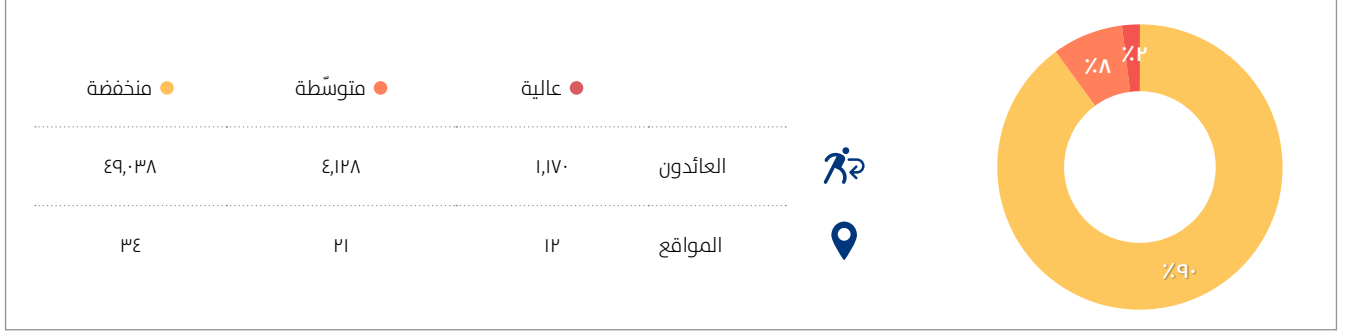 ٪٢
٪٨
٪٩٠
عالية متوسّطة منخفضة
العائدون ١,١٧٠ ٤,١٢٨ ٤٩,٠٣٨
المواقع ١٢ ٢١ ٣٤